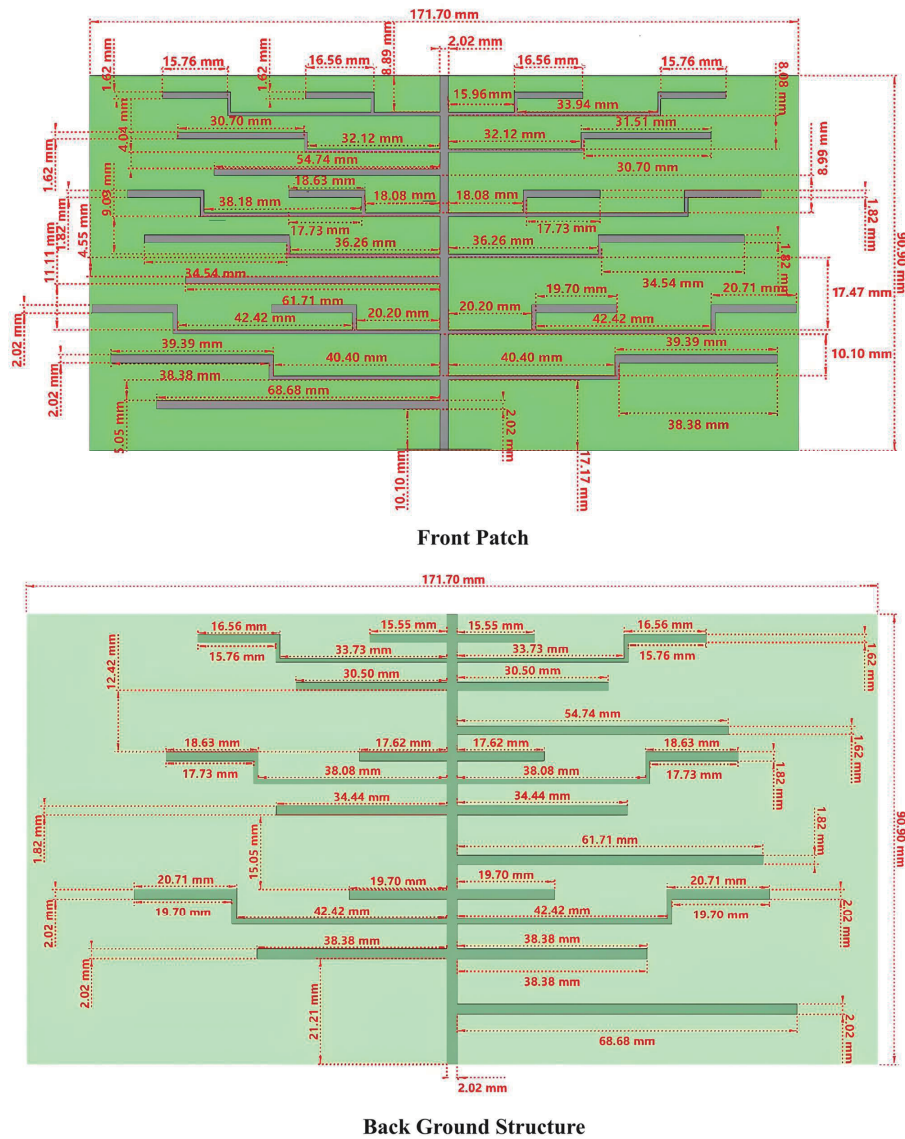 171.70 mm
2.02 mm
15.76 mm
16.56 mm
16.56 mm
15.76 mm
1.62 mm
1.62 mm
8.89 mm
8.08 mm
15.96mm
33.94 mm
30.70 mm
31.51 mm
4.04 mm
32.12 mm
32.12 mm
1.62 mm
54.74 mm
30.70 mm
8.99 mm
18.63 mm
9.09 mm
38.18 mm
18.08 mm
18.08 mm
1.82 mm
1.82 mm
17.73 mm
17.73 mm
90.90 mm
4.55 mm
36.26 mm
36.26 mm
1.82 mm
11.11 mm
34.54 mm
34.54 mm
17.47 mm
61.71 mm
19.70 mm
20.71 mm
20.20 mm
20.20 mm
42.42 mm
42.42 mm
2.02 mm
39.39 mm
39.39 mm
10.10 mm
40.40 mm
40.40 mm
2.02 mm
38.38 mm
68.68 mm
38.38 mm
5.05 mm
2.02 mm
10.10 mm
17.17 mm
Front Patch
171.70 mm
16.56 mm
15.55 mm
15.55 mm
16.56 mm
15.76 mm
33.73 mm
33.73 mm
15.76 mm
1.62 mm
12.42 mm
30.50 mm
30.50 mm
54.74 mm
1.62 mm
18.63 mm
17.62 mm
17.62 mm
18.63 mm
17.73 mm
38.08 mm
38.08 mm
17.73 mm
1.82 mm
34.44 mm
34.44 mm
1.82 mm
90.90 mm
15.05 mm
61.71 mm
1.82 mm
20.71 mm
19.70 mm
19.70 mm
20.71 mm
19.70 mm
42.42 mm
42.42 mm
19.70 mm
2.02 mm
2.02 mm
38.38 mm
38.38 mm
2.02 mm
38.38 mm
21.21 mm
68.68 mm
2.02 mm
2.02 mm
Back Ground Structure